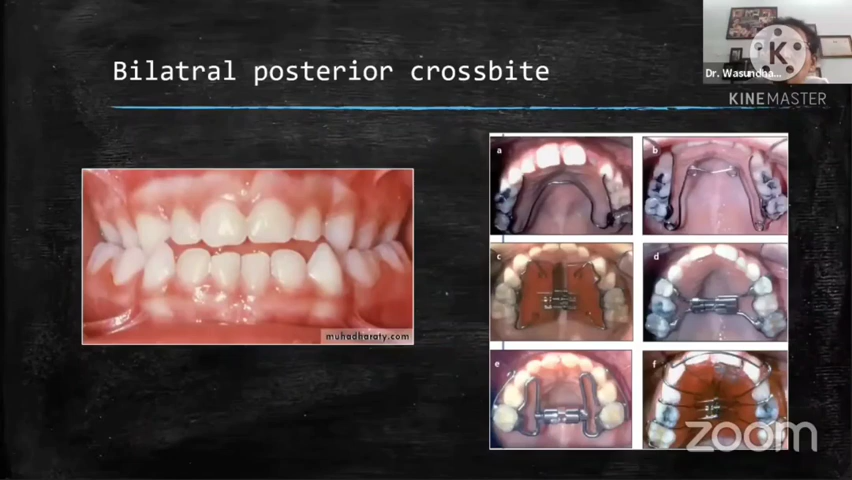 Bilatral posterior crossbite
K
Dr. Wasundha...
KINEMASTER
muhadharaty.com
a
b
c
d
e
f
zoom